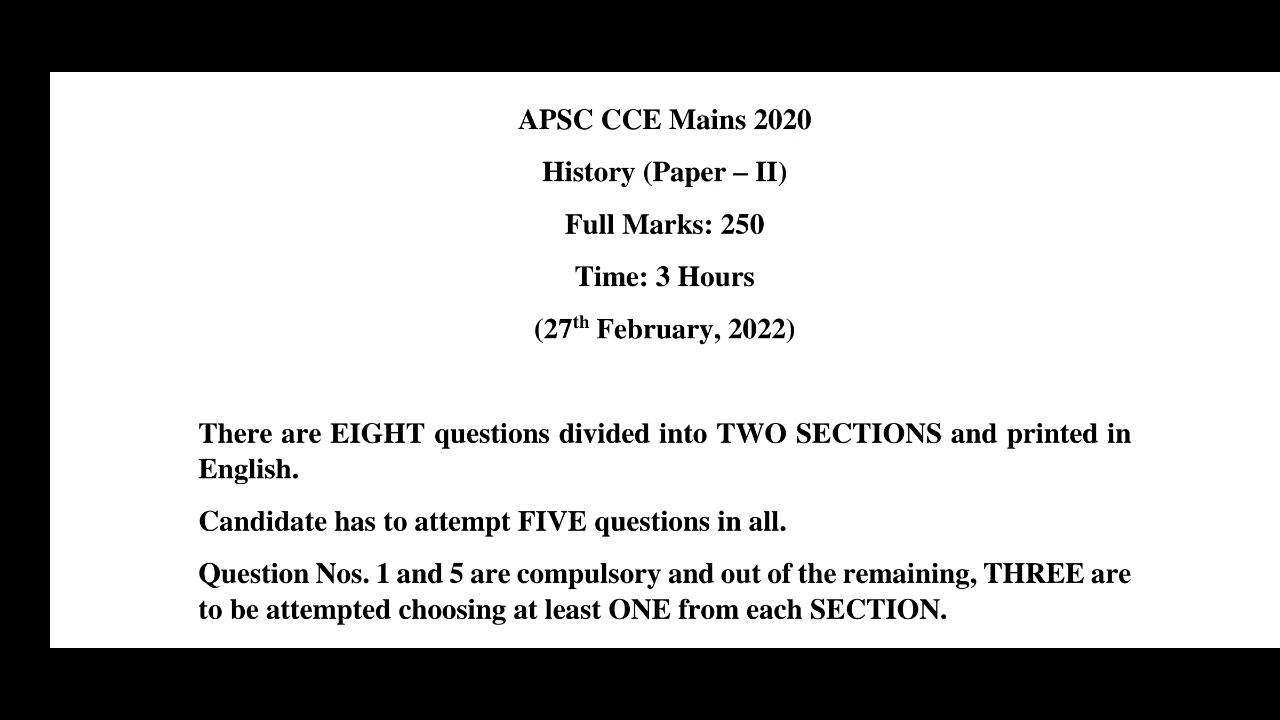 APSC CCE Mains 2020
History (Paper – II)
Full Marks: 250
Time: 3 Hours
(27th February, 2022)
There are EIGHT questions divided into TWO SECTIONS and printed in
English.
Candidate has to attempt FIVE questions in all.
Question Nos. 1 and 5 are compulsory and out of the remaining, THREE are
to be attempted choosing at least ONE from each SECTION.